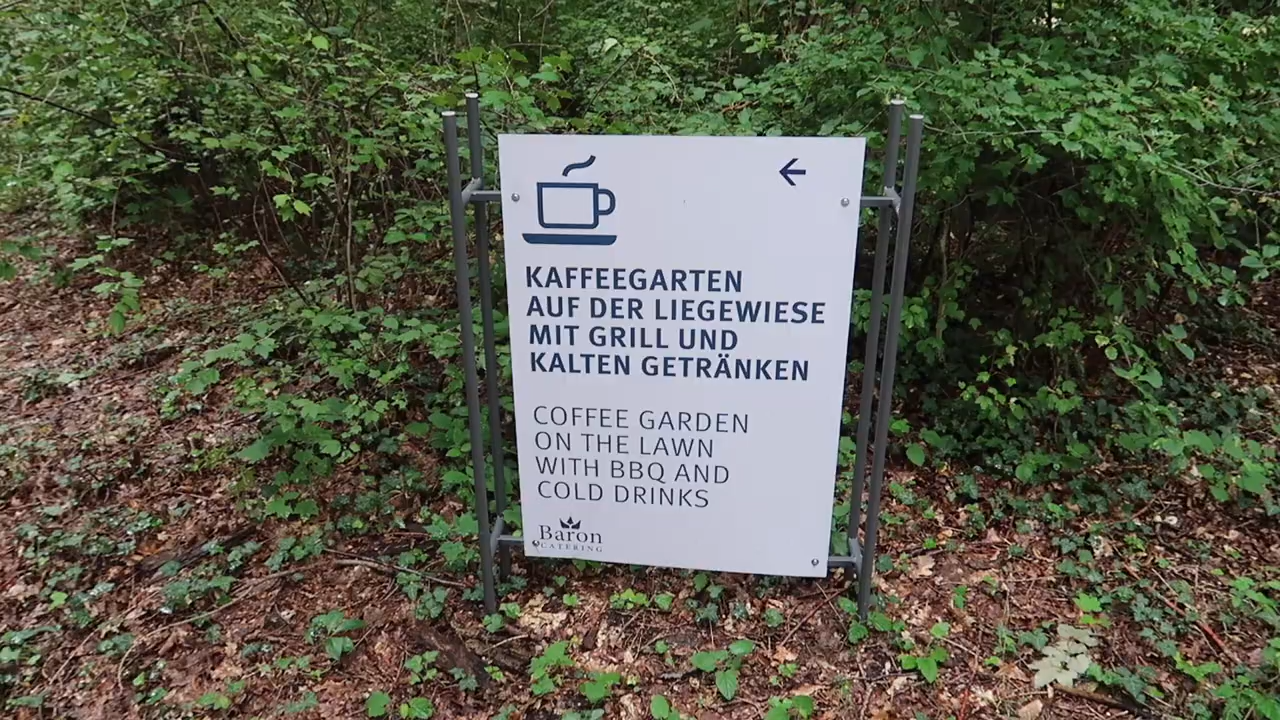 KAFFEEGARTEN
AUF DER LIEGEWIESE
MIT GRILL UND
KALTEN GETRÄNKEN
COFFEE GARDEN
ON THE LAWN
WITH BBQ AND
COLD DRINKS
Baron
CATERING